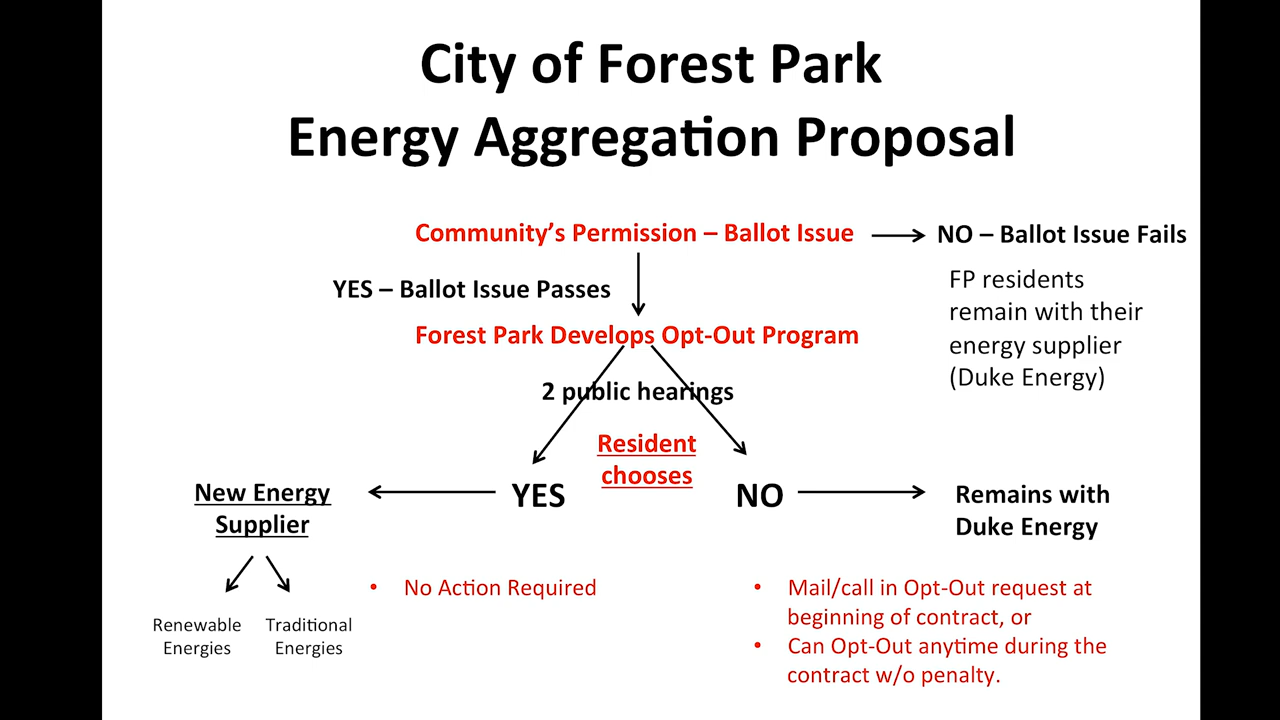 City of Forest Park
Energy Aggregation Proposal
Community's Permission – Ballot Issue
NO – Ballot Issue Fails
FP residents
remain with their
energy supplier
(Duke Energy)
YES – Ballot Issue Passes
Forest Park Develops Opt-Out Program
2 public hearings
Resident
chooses
YES
NO
New Energy
Supplier
Remains with
Duke Energy
Renewable
Energies
Traditional
Energies
• No Action Required
• Mail/call in Opt-Out request at
beginning of contract, or
• Can Opt-Out anytime during the
contract w/o penalty.